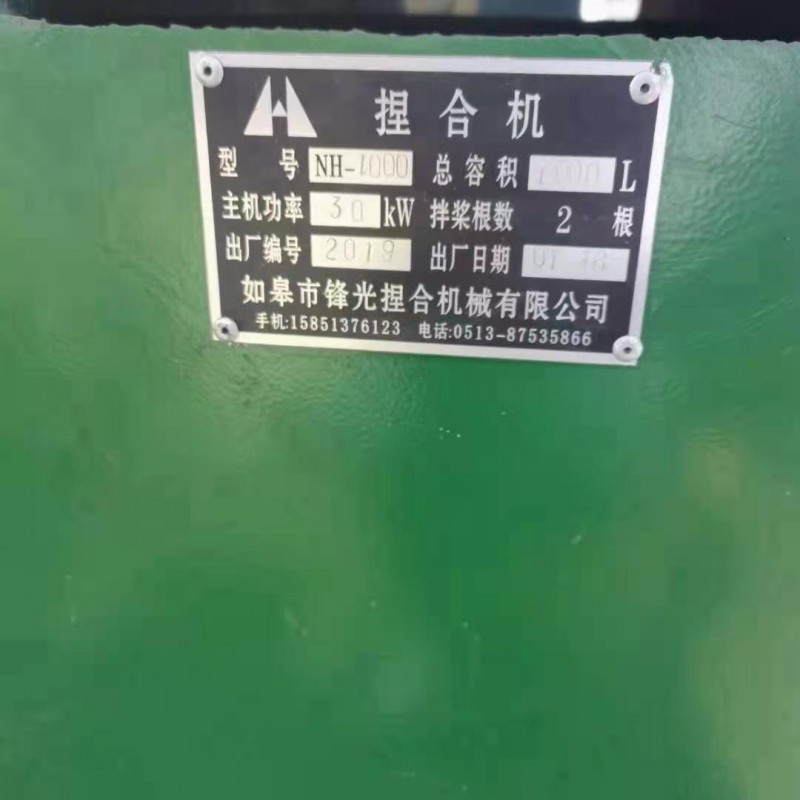 捏合机
型号 NH-1000 总容积 1000 L
主机功率 30 kW 拌桨根数 2 根
出厂编号 2019 出厂日期
如皋市锋光捏合机械有限公司
手机:15851376123 电话:0513-87535866